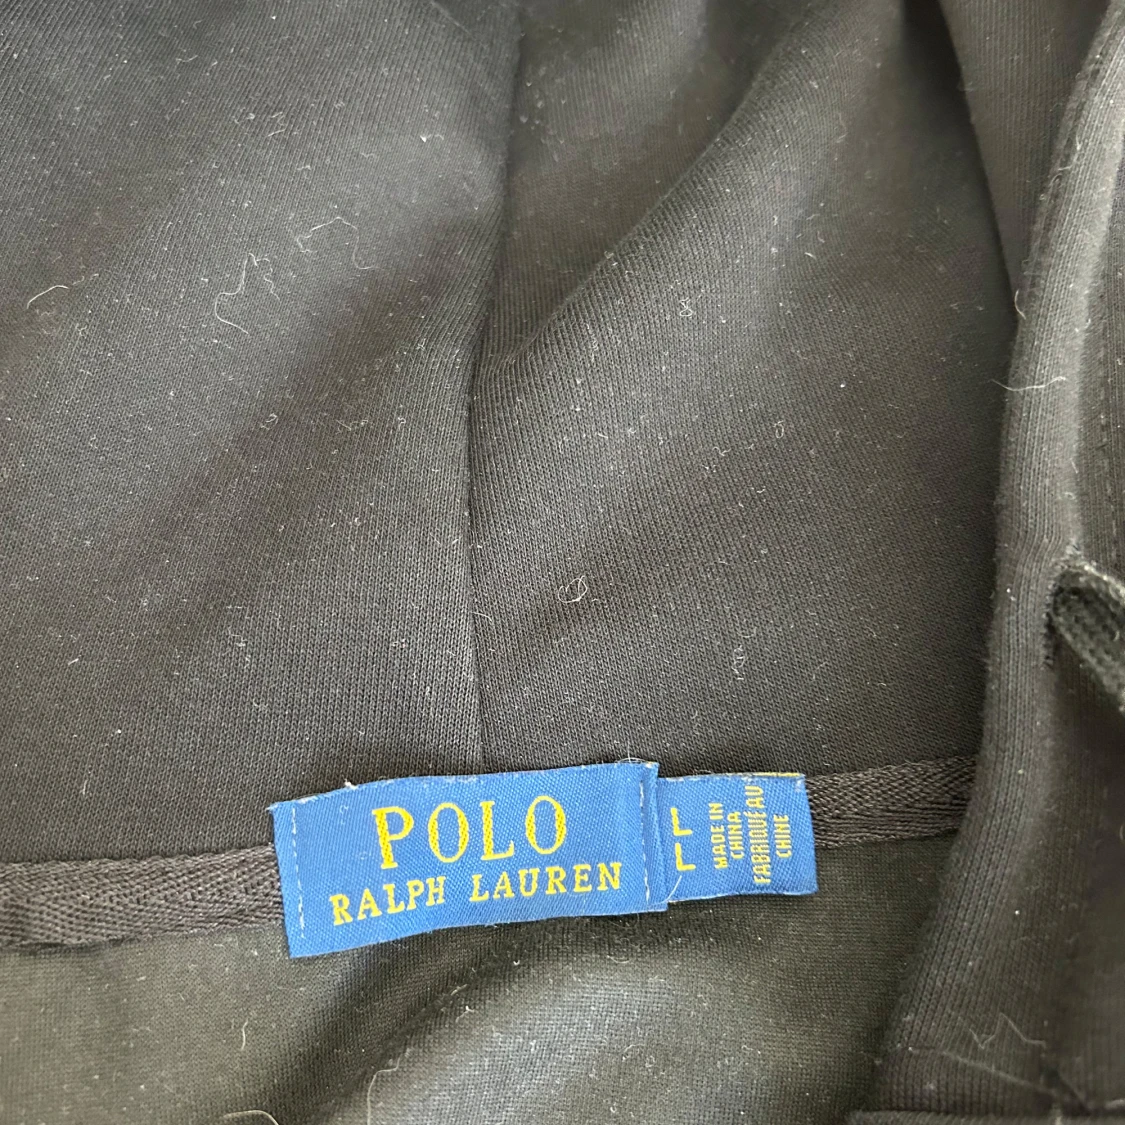 POLO
RALPH LAUREN
L
L
MADE IN
CHINA
FABRIQUÉ AU
CHINE